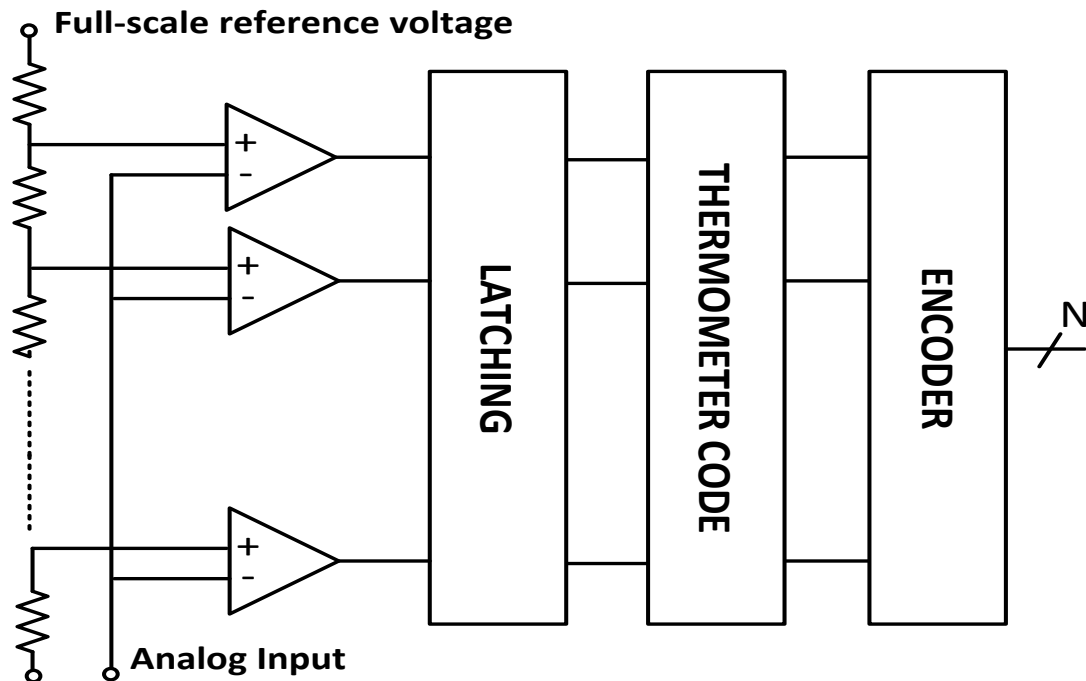 Full-scale reference voltage
+
-
+
-
+
-
LATCHING
THERMOMETER CODE
ENCODER
N
Analog Input